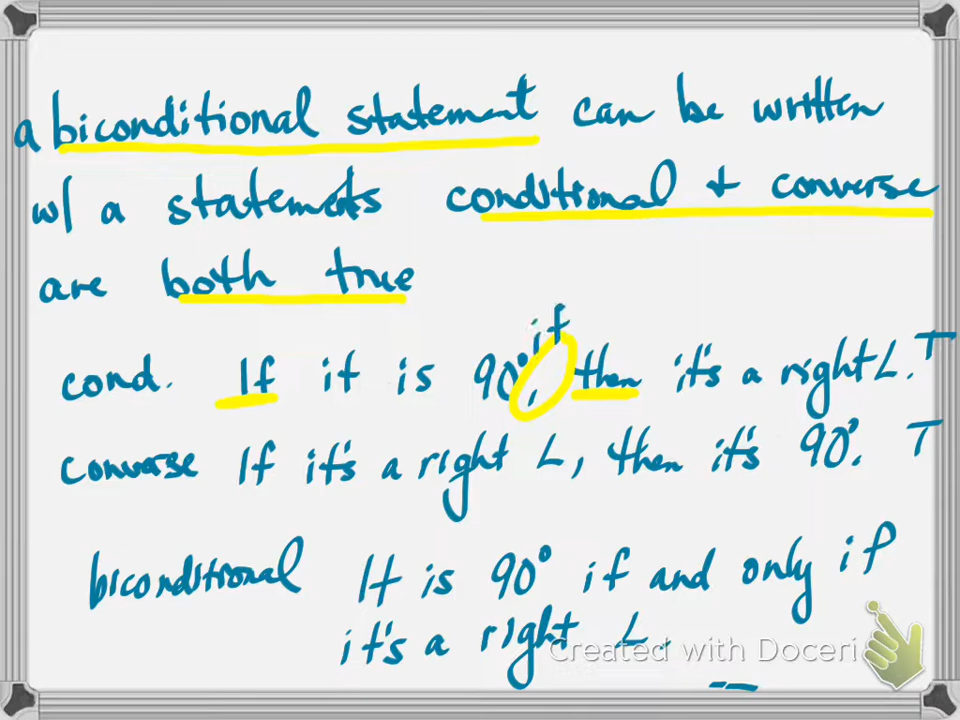 a biconditional statement can be written
w/ a statements conditional + converse
are both true
if
cond. If it is 90°, then it's a right ∠. T
converse If it's a right ∠, then it's 90°. T
biconditional It is 90° if and only if
it's a right ∠.
Created with Doceri